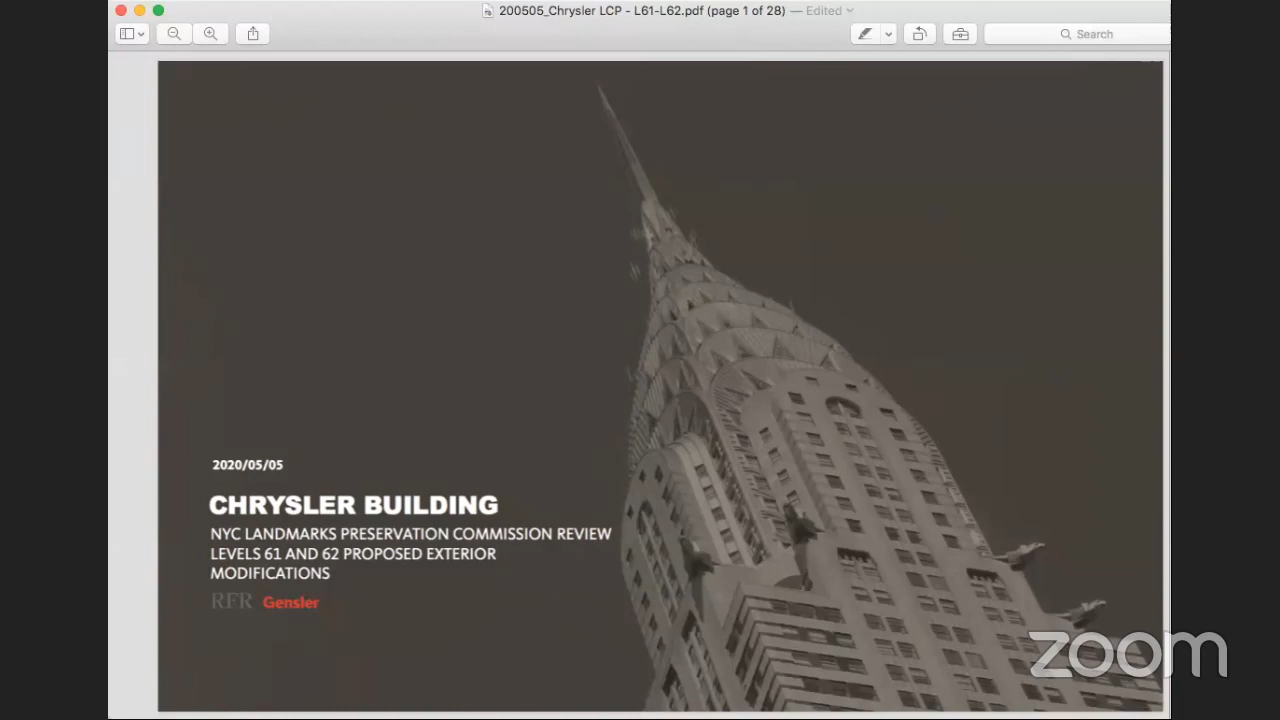 200505_Chrysler LCP - L61-L62.pdf (page 1 of 28) — Edited
Search
2020/05/05
CHRYSLER BUILDING
NYC LANDMARKS PRESERVATION COMMISSION REVIEW
LEVELS 61 AND 62 PROPOSED EXTERIOR
MODIFICATIONS
RFR Gensler
zoom